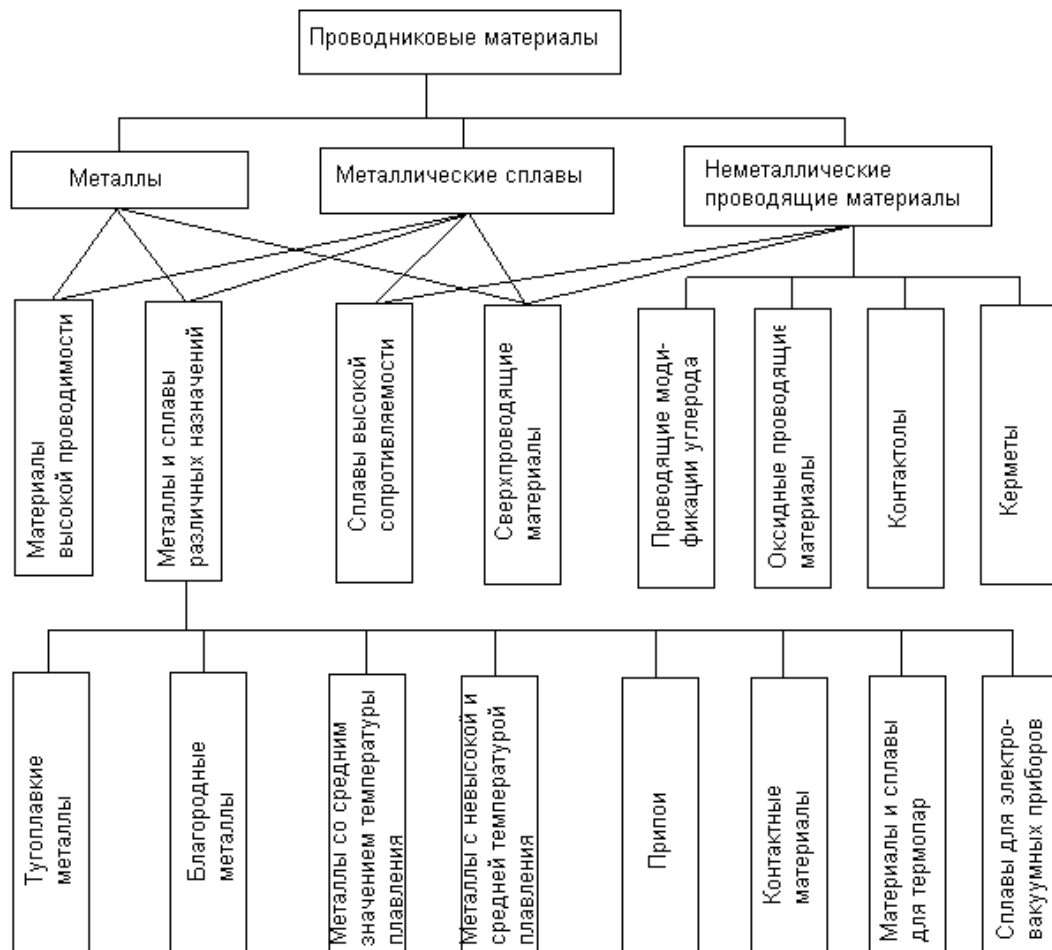 Проводниковые материалы
Металлы
Металлические сплавы
Неметаллические
проводящие материалы
Материалы
высокой проводимости
Металлы и сплавы
различных назначений
Сплавы высокой
сопротивляемости
Сверхпроводящие
материалы
Проводящие моди-
фикации углерода
Оксидные проводящие
материалы
Контактолы
Керметы
Тугоплавкие
металлы
Благородные
металлы
Металлы со средним
значением температуры
плавления
Металлы с невысокой и
средней температурой
плавления
Припои
Контактные
материалы
Материалы и сплавы
для термопар
Сплавы для электро-
вакуумных приборов